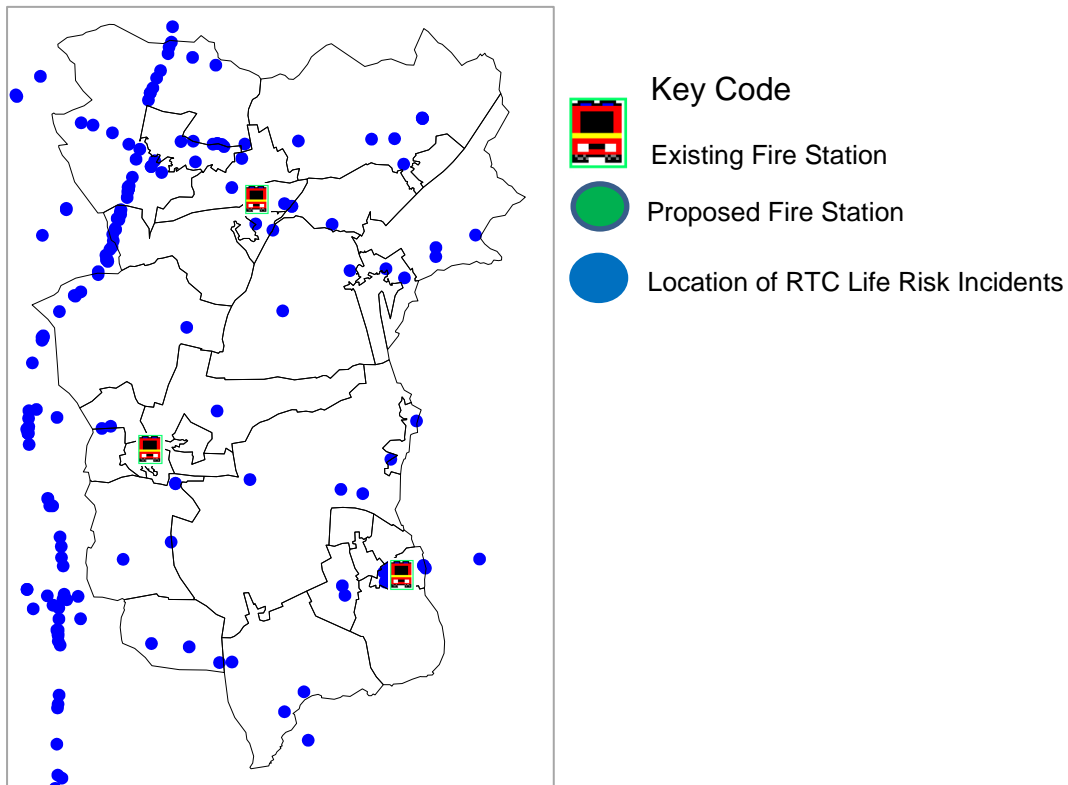 Key Code
Existing Fire Station
Proposed Fire Station
Location of RTC Life Risk Incidents